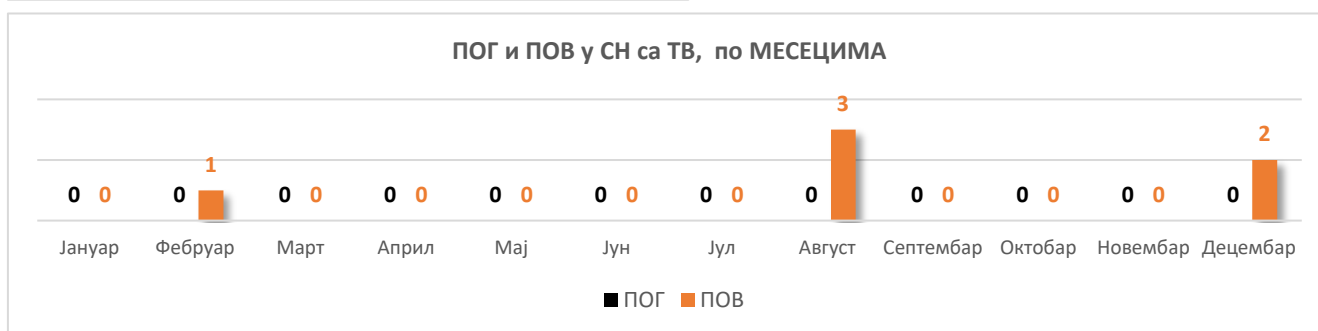 ПОГ и ПОВ у СН са ТВ, по МЕСЕЦИМА
3
2
1
0 0 0 0 0 0 0 0 0 0 0 0 0 0 0 0 0 0 0 0 0 0
Јануар Фебруар Март Април Мај Јун Јул Август Септембар Октобар Новембар Децембар
ПОГ ПОВ